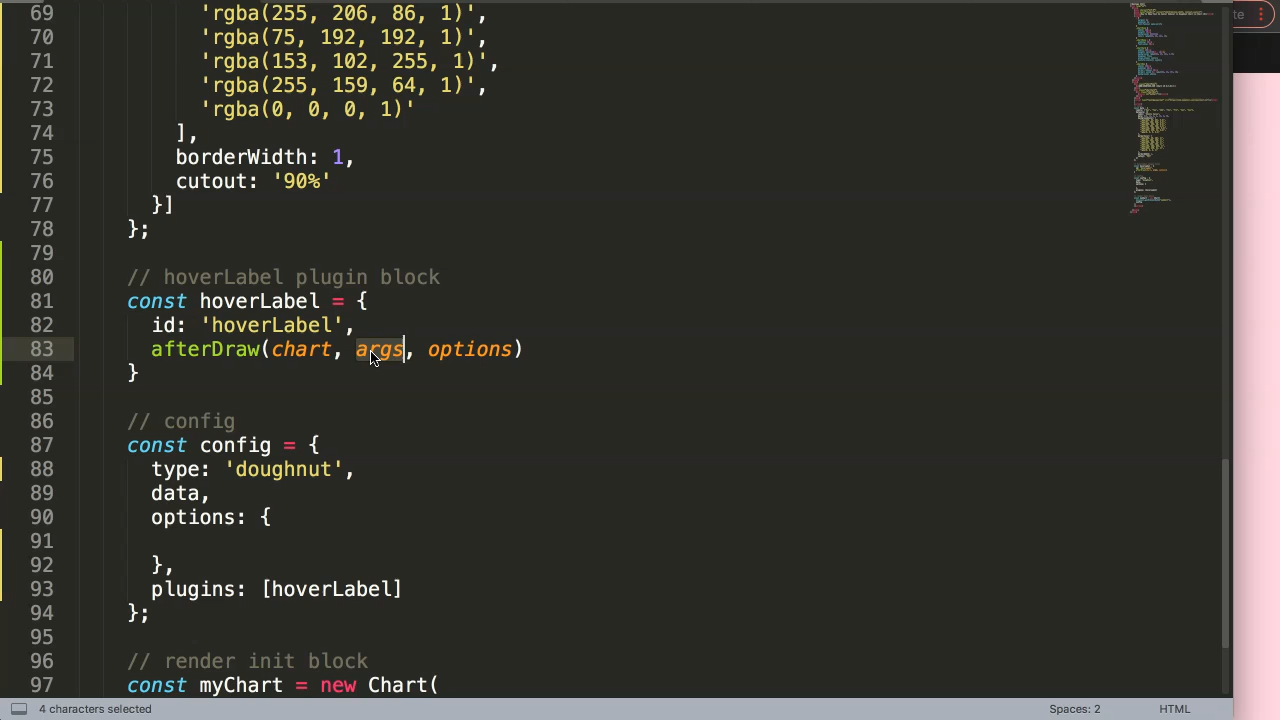 69 'rgba(255, 206, 86, 1)',
70 'rgba(75, 192, 192, 1)',
71 'rgba(153, 102, 255, 1)',
72 'rgba(255, 159, 64, 1)',
73 'rgba(0, 0, 0, 1)'
74 ],
75 borderWidth: 1,
76 cutout: '90%'
77 }]
78 };
79
80 // hoverLabel plugin block
81 const hoverLabel = {
82 id: 'hoverLabel',
83 afterDraw(chart, args, options)
84 }
85
86 // config
87 const config = {
88 type: 'doughnut',
89 data,
90 options: {
91
92 },
93 plugins: [hoverLabel]
94 };
95
96 // render init block
97 const myChart = new Chart(
4 characters selected
Spaces: 2
HTML